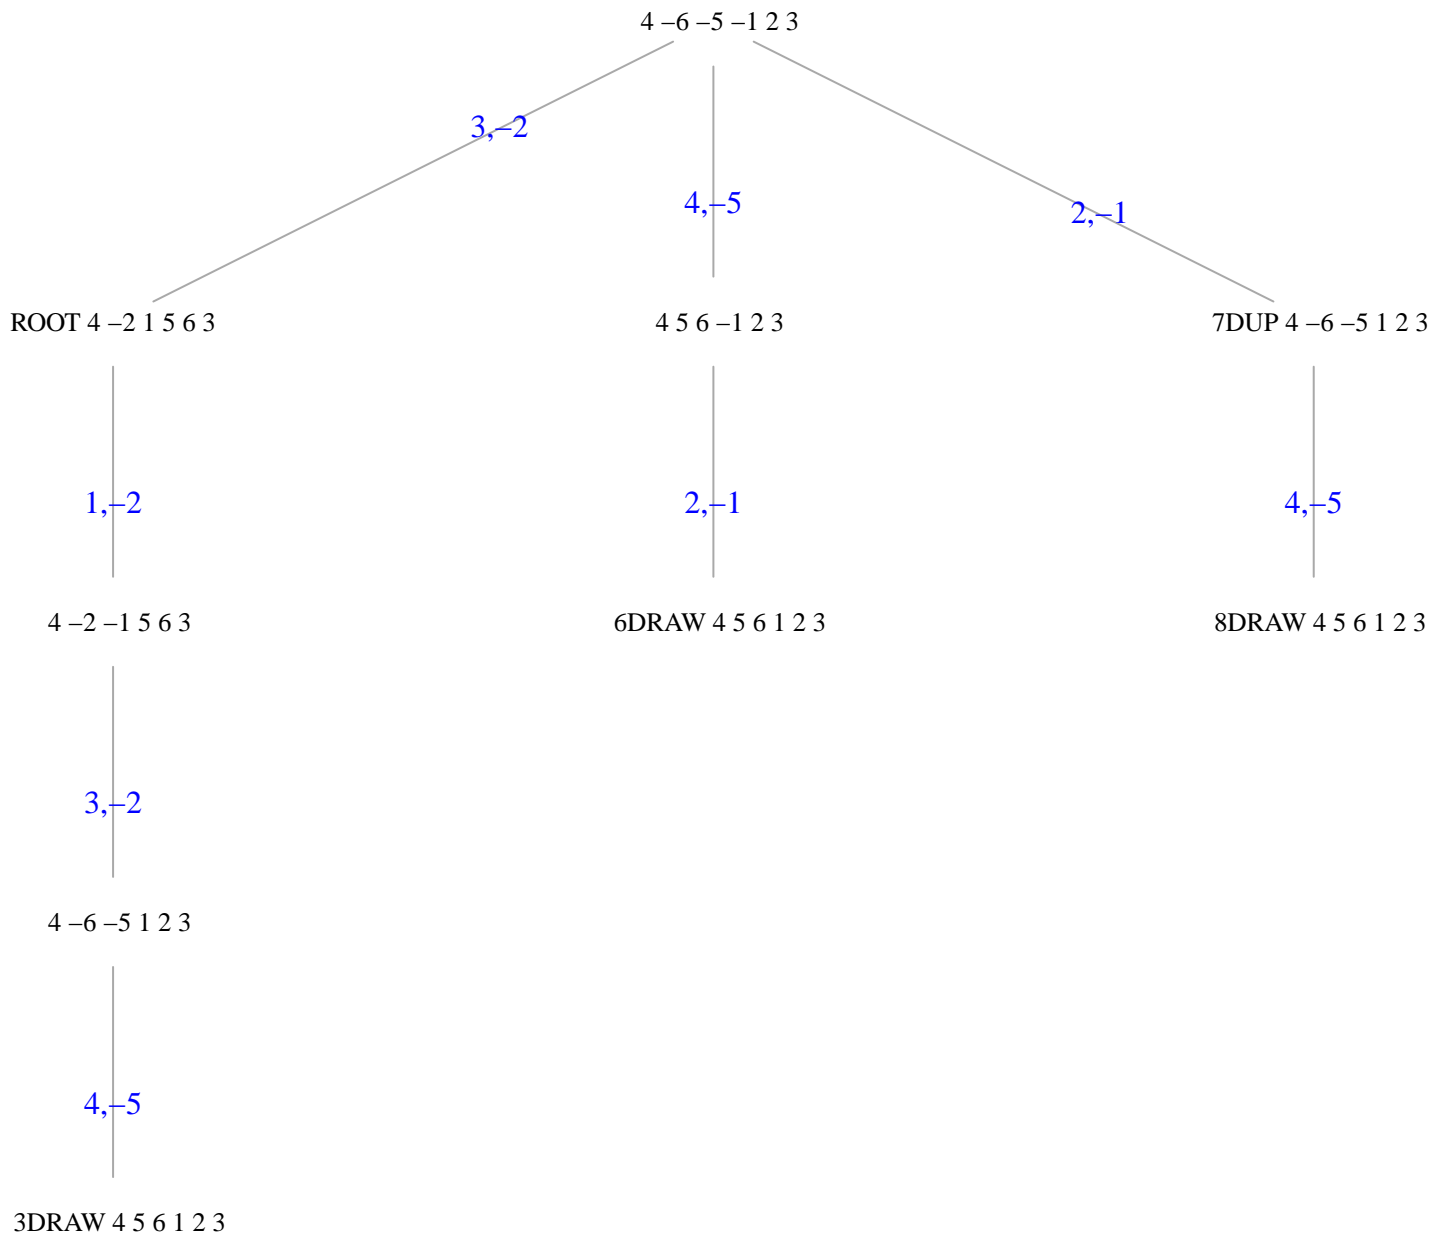 4 –6 –5 –1 2 3
3,–2
4,–5
2,–1
ROOT 4 –2 1 5 6 3
4 5 6 –1 2 3
7DUP 4 –6 –5 1 2 3
1,–2
2,–1
4,–5
4 –2 –1 5 6 3
6DRAW 4 5 6 1 2 3
8DRAW 4 5 6 1 2 3
3,–2
4 –6 –5 1 2 3
4,–5
3DRAW 4 5 6 1 2 3